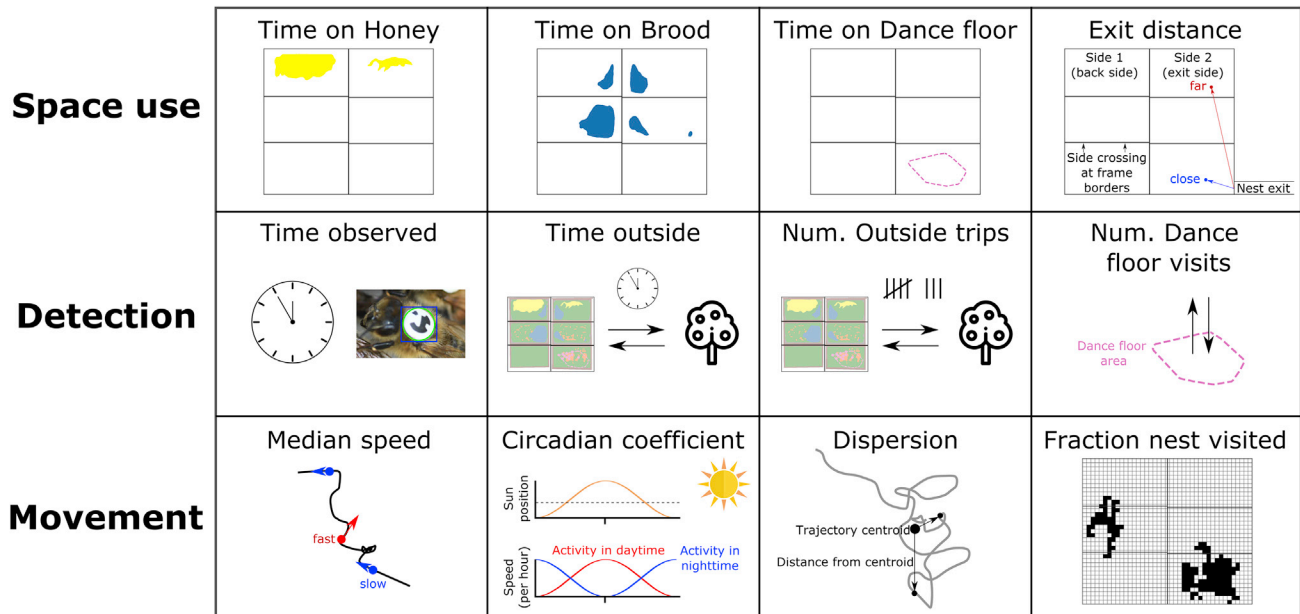 Space use
Time on Honey
Time on Brood
Time on Dance floor
Exit distance
Side 1
(back side)
Side 2
(exit side)
far
Side crossing
at frame
borders
close
Nest exit
Detection
Time observed
Time outside
Num. Outside trips
Num. Dance
floor visits
Dance floor
area
Movement
Median speed
fast
slow
Circadian coefficient
Sun
position
Speed
(per hour)
Activity in daytime
Activity in
nighttime
Dispersion
Trajectory centroid
Distance from centroid
Fraction nest visited